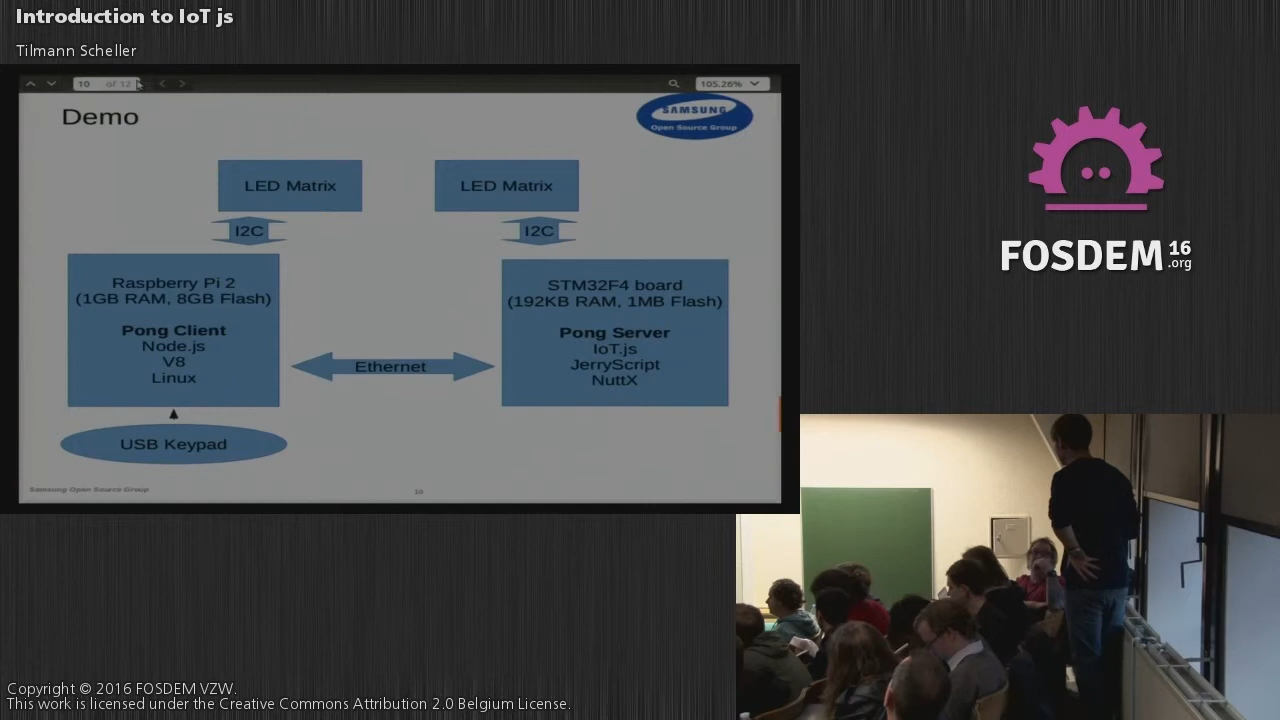 Introduction to IoT js
Tilmann Scheller
10 of 12
105.26%
Demo
SAMSUNG
Open Source Group
LED Matrix
LED Matrix
I2C
I2C
Raspberry Pi 2
(1GB RAM, 8GB Flash)
Pong Client
Node.js
V8
Linux
Ethernet
STM32F4 board
(192KB RAM, 1MB Flash)
Pong Server
IoT.js
JerryScript
NuttX
USB Keypad
Samsung Open Source Group
10
FOSDEM 16
.org
Copyright © 2016 FOSDEM VZW.
This work is licensed under the Creative Commons Attribution 2.0 Belgium License.